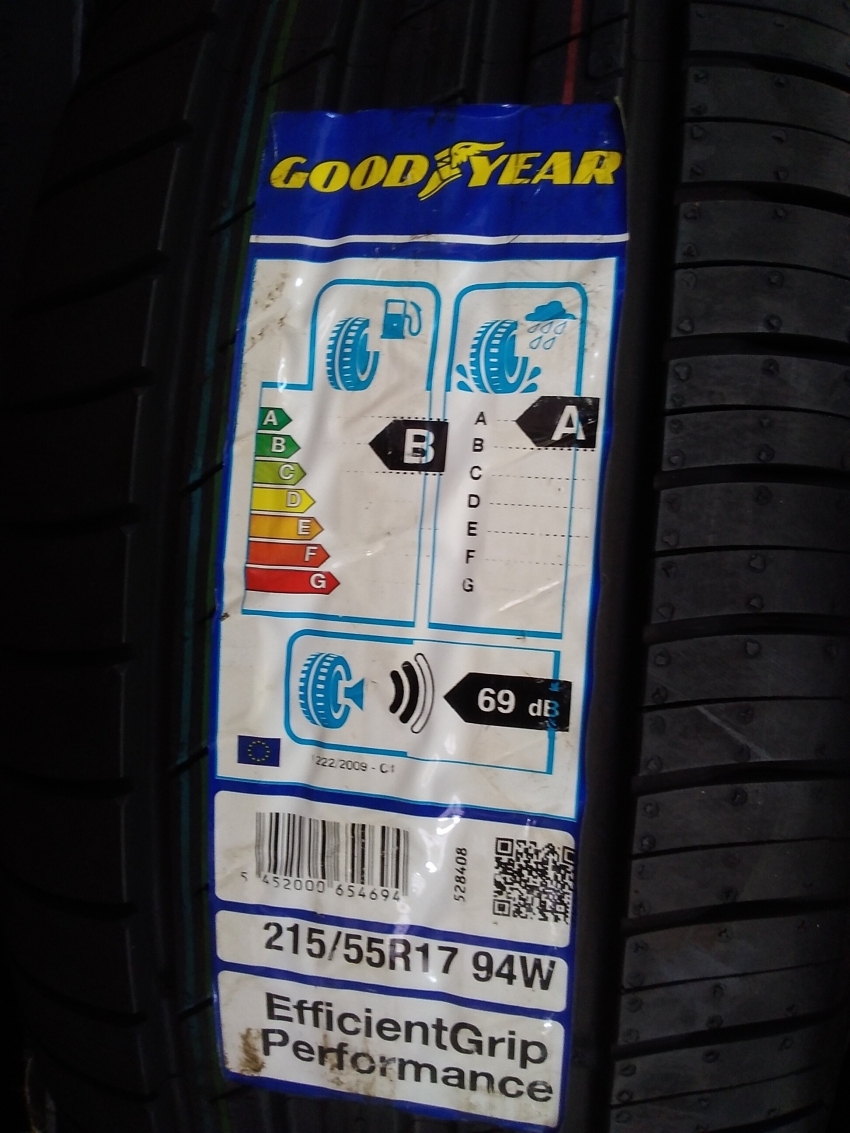 GOODYEAR
A
B
C
D
E
F
G
B
A
B
C
D
E
F
G
A
69 dB
1222/2009 - C1
5 452000 654694
528408
215/55R17 94W
EfficientGrip
Performance